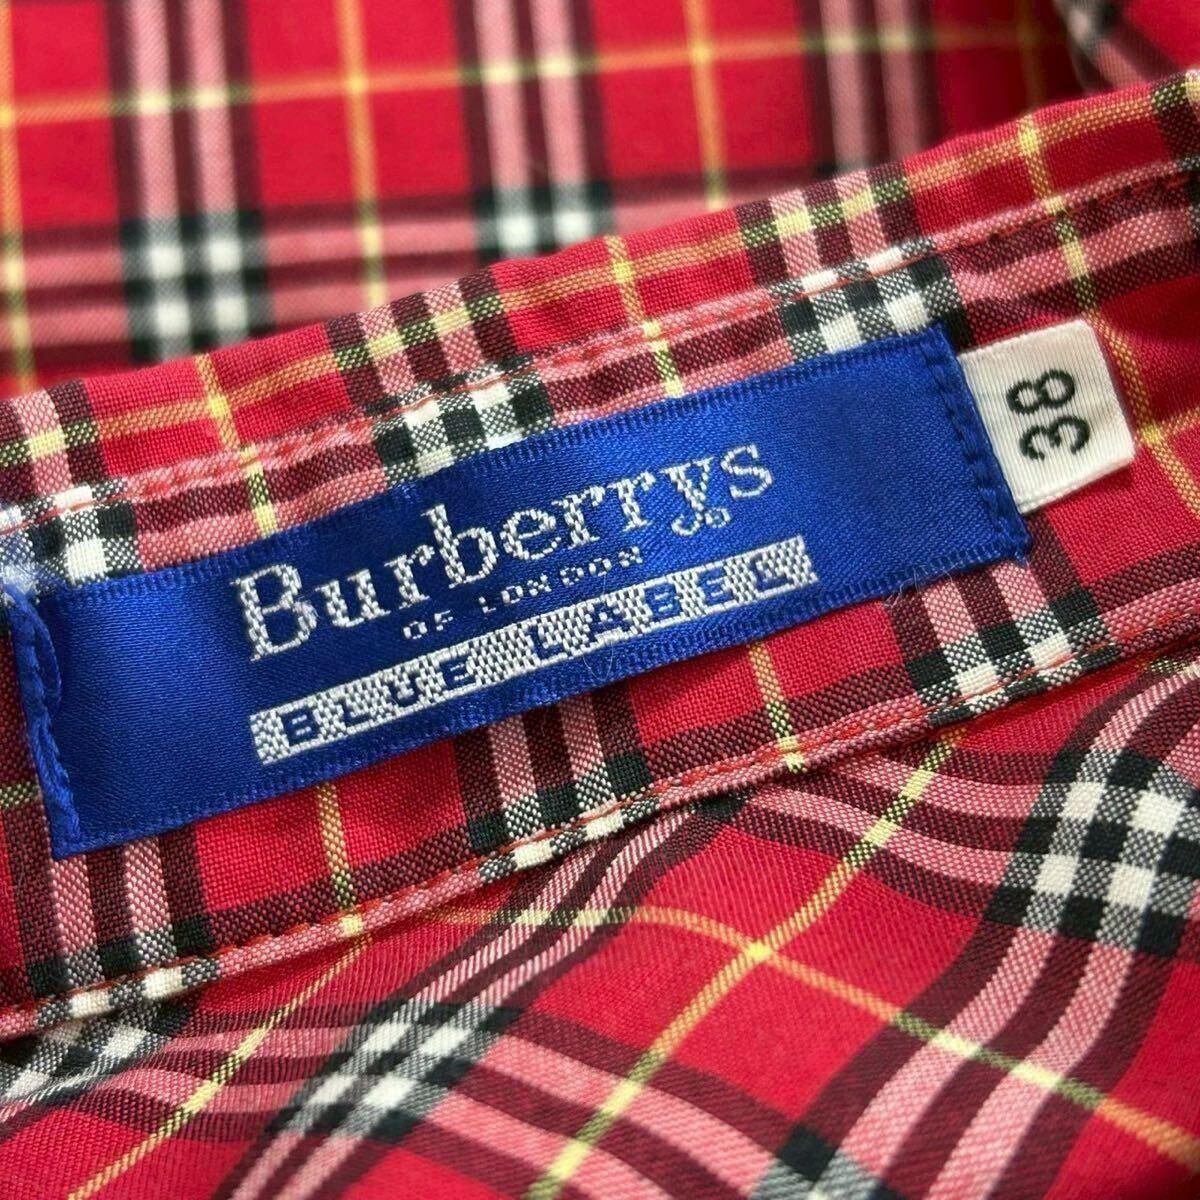 Burberrys
OF LONDON
BLUE LABEL
38